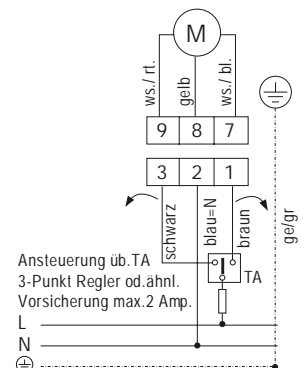 M
ws./ rt.
gelb
ws./ bl.
9 8 7
3 2 1
schwarz
blau=N
braun
ge/gr
Ansteuerung üb.TA
3-Punkt Regler od.ähnl.
Vorsicherung max.2 Amp.
TA
L
N